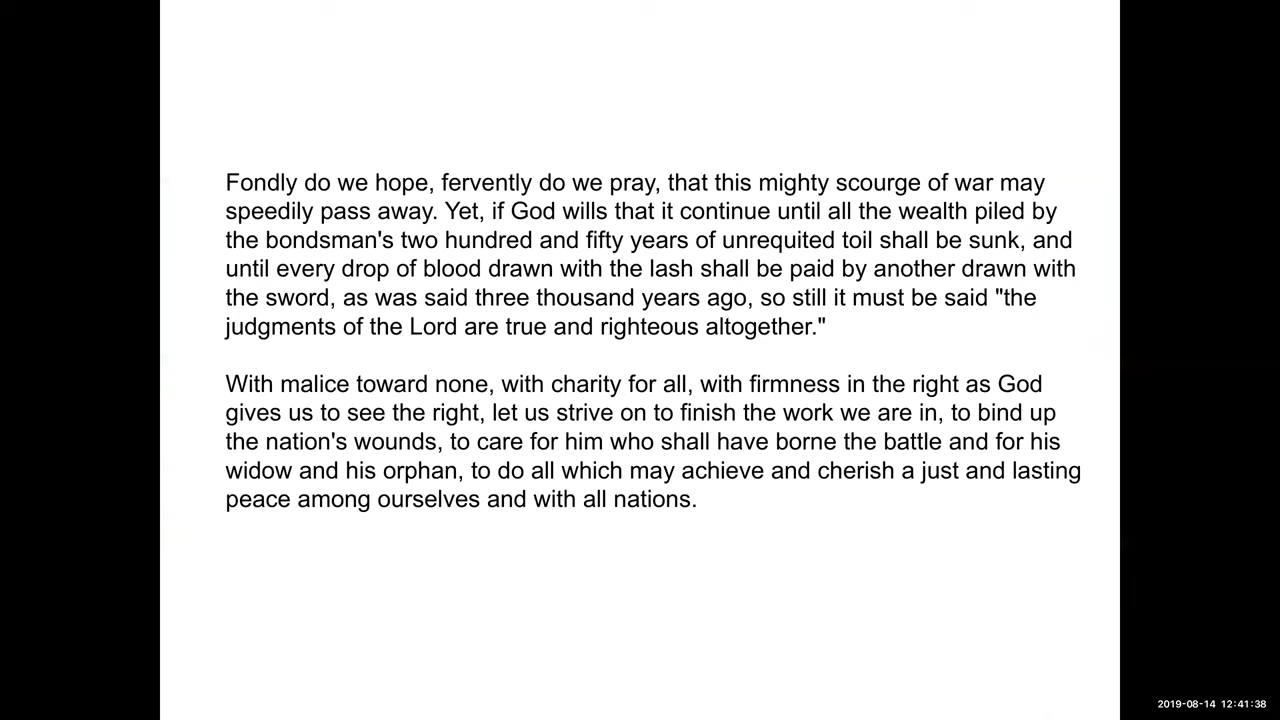 Fondly do we hope, fervently do we pray, that this mighty scourge of war may
speedily pass away. Yet, if God wills that it continue until all the wealth piled by
the bondsman's two hundred and fifty years of unrequited toil shall be sunk, and
until every drop of blood drawn with the lash shall be paid by another drawn with
the sword, as was said three thousand years ago, so still it must be said "the
judgments of the Lord are true and righteous altogether."
With malice toward none, with charity for all, with firmness in the right as God
gives us to see the right, let us strive on to finish the work we are in, to bind up
the nation's wounds, to care for him who shall have borne the battle and for his
widow and his orphan, to do all which may achieve and cherish a just and lasting
peace among ourselves and with all nations.
2019-08-14 12:41:38